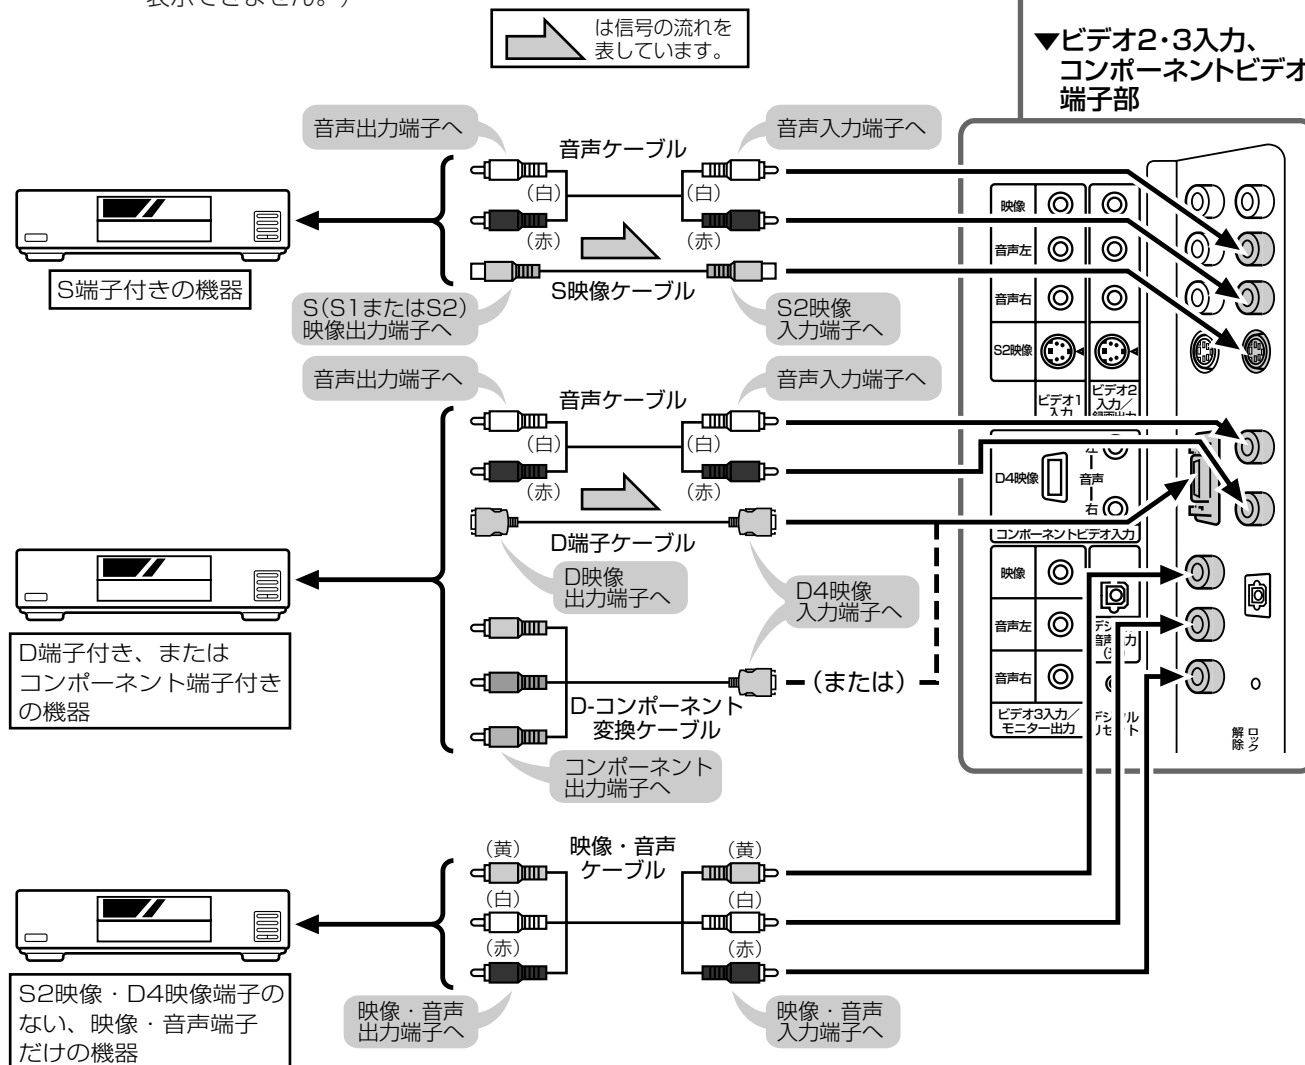 表示できません。)
は信号の流れを
表しています。
▼ビデオ2・3入力、
コンポーネントビデオ
端子部
音声出力端子へ
音声ケーブル
音声入力端子へ
(白)
(白)
(赤)
(赤)
S端子付きの機器
S(S1またはS2)
映像出力端子へ
S映像ケーブル
S2映像
入力端子へ
音声出力端子へ
音声ケーブル
音声入力端子へ
(白)
(白)
(赤)
(赤)
D端子ケーブル
D映像
出力端子へ
D4映像
入力端子へ
D端子付き、または
コンポーネント端子付き
の機器
(または)
D-コンポーネント
変換ケーブル
コンポーネント
出力端子へ
映像
音声左
音声右
S2映像
ビデオ1
入力
ビデオ2
入力/
録画出力
D4映像
左
音声
右
コンポーネントビデオ入力
映像
音声左
音声右
ビデオ3入力/
モニター出力
ロック
解除
映像・音声
ケーブル
(黄)
(黄)
(白)
(白)
(赤)
(赤)
映像・音声
出力端子へ
映像・音声
入力端子へ
S2映像・D4映像端子の
ない、映像・音声端子
だけの機器